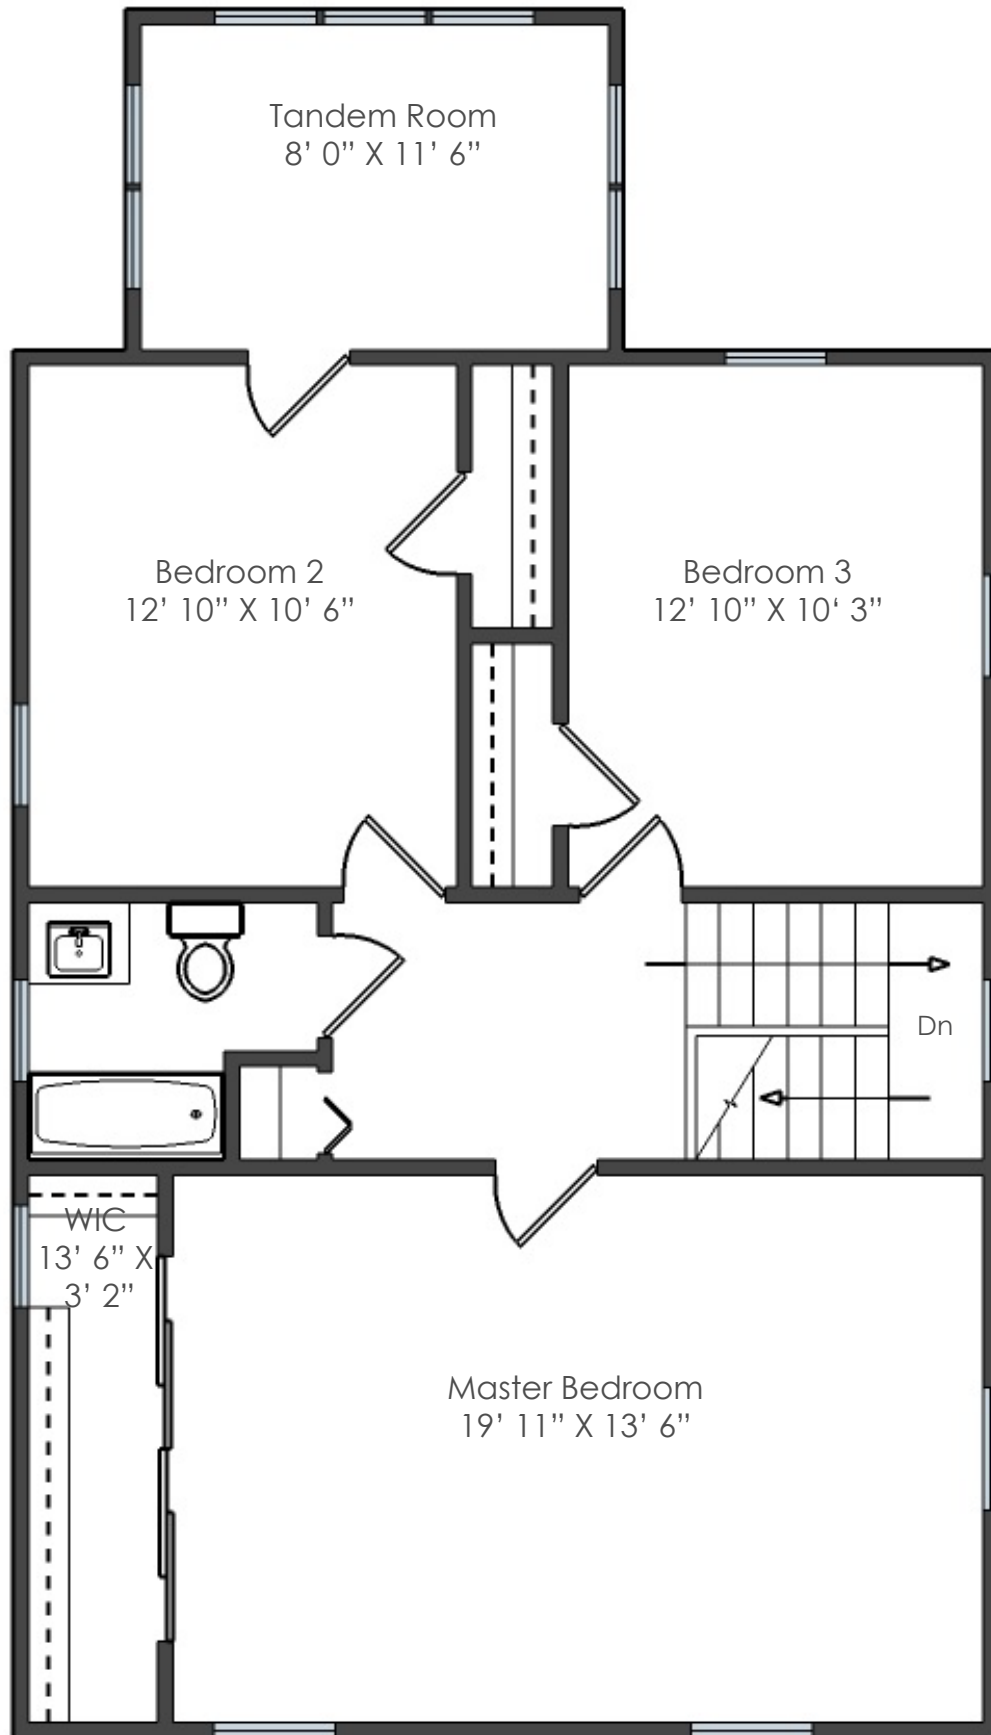 Tandem Room
8’ 0” X 11’ 6”
Bedroom 2
12’ 10” X 10’ 6”
Bedroom 3
12’ 10” X 10‘ 3”
Dn
WIC
13’ 6” X
3’ 2”
Master Bedroom
19’ 11” X 13’ 6”